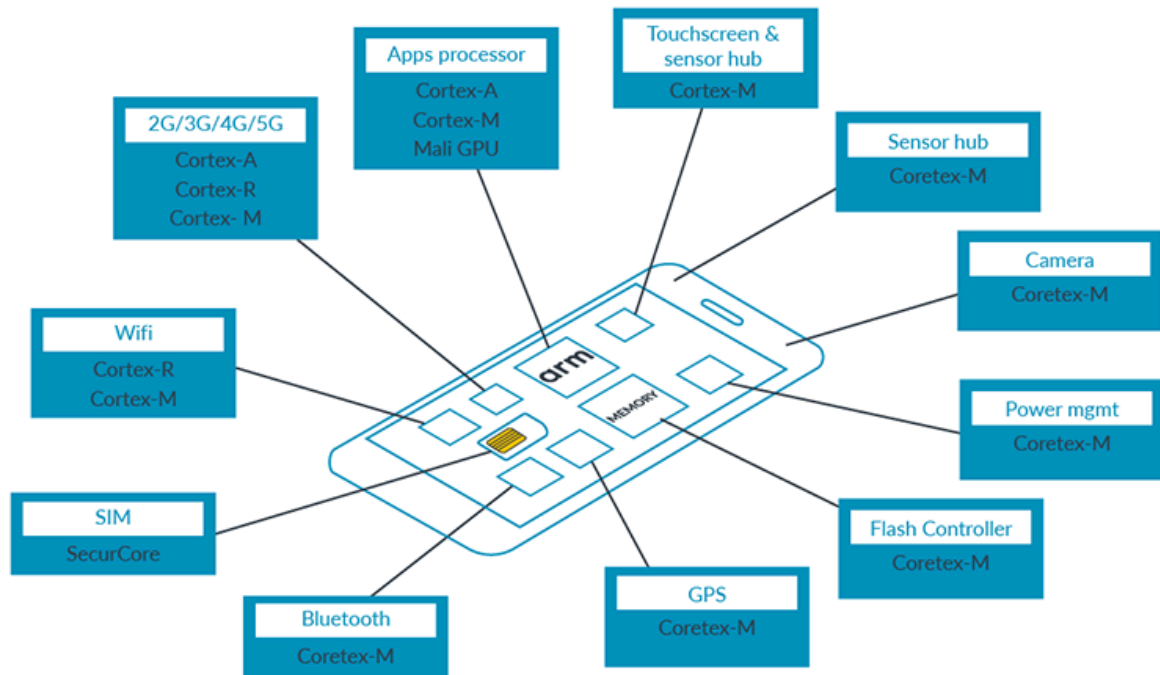 Touchscreen &
sensor hub
Cortex-M
Apps processor
Cortex-A
Cortex-M
Mali GPU
2G/3G/4G/5G
Cortex-A
Cortex-R
Cortex- M
Sensor hub
Coretex-M
Camera
Coretex-M
Wifi
Cortex-R
Cortex-M
arm
MEMORY
Power mgmt
Coretex-M
SIM
SecurCore
Flash Controller
Coretex-M
GPS
Coretex-M
Bluetooth
Coretex-M